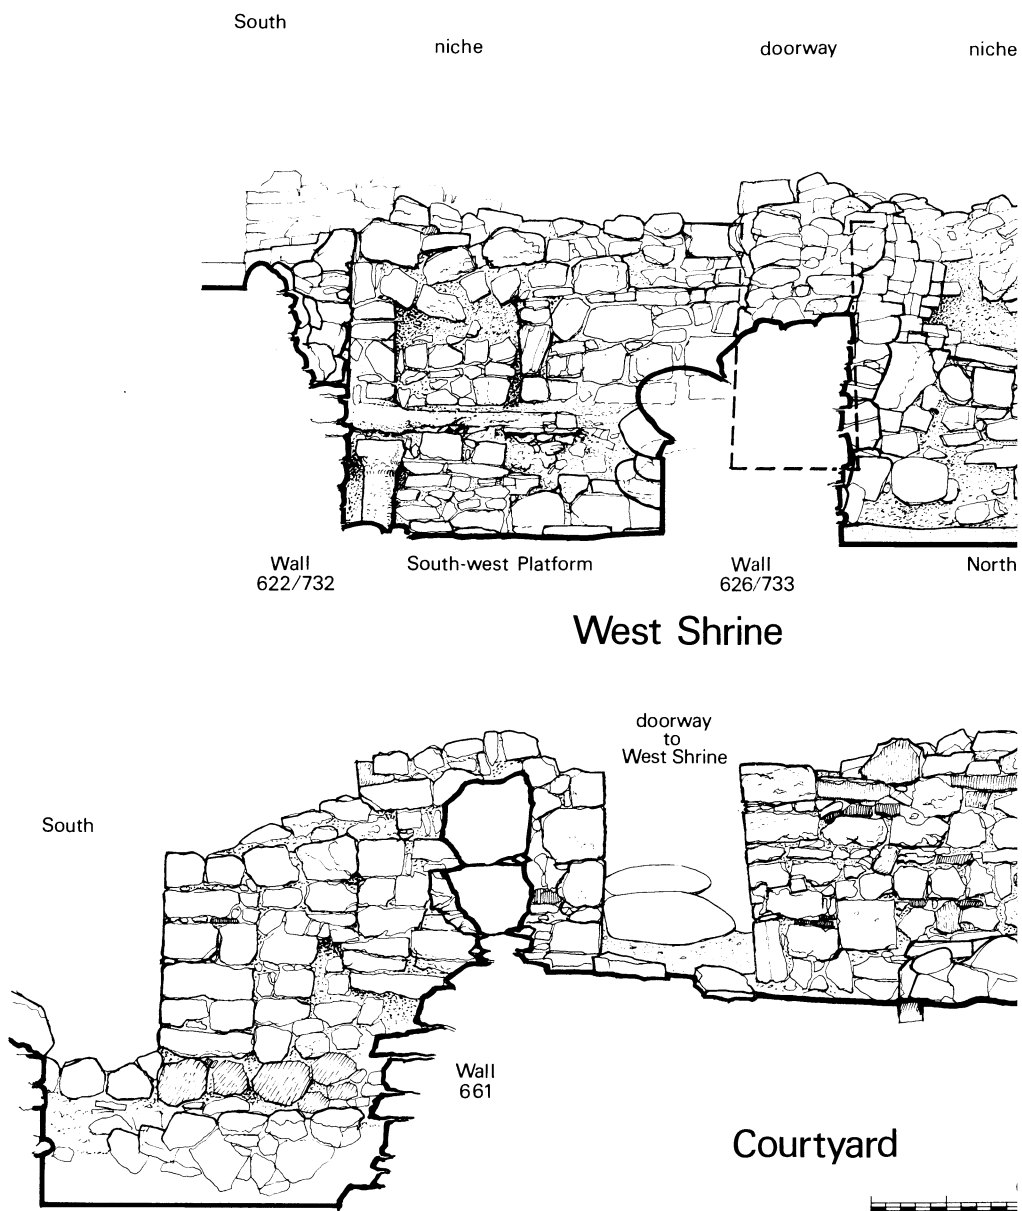 South
niche
doorway
niche
Wall
622/732
South-west Platform
Wall
626/733
North
West Shrine
doorway
to
West Shrine
South
Wall
661
Courtyard